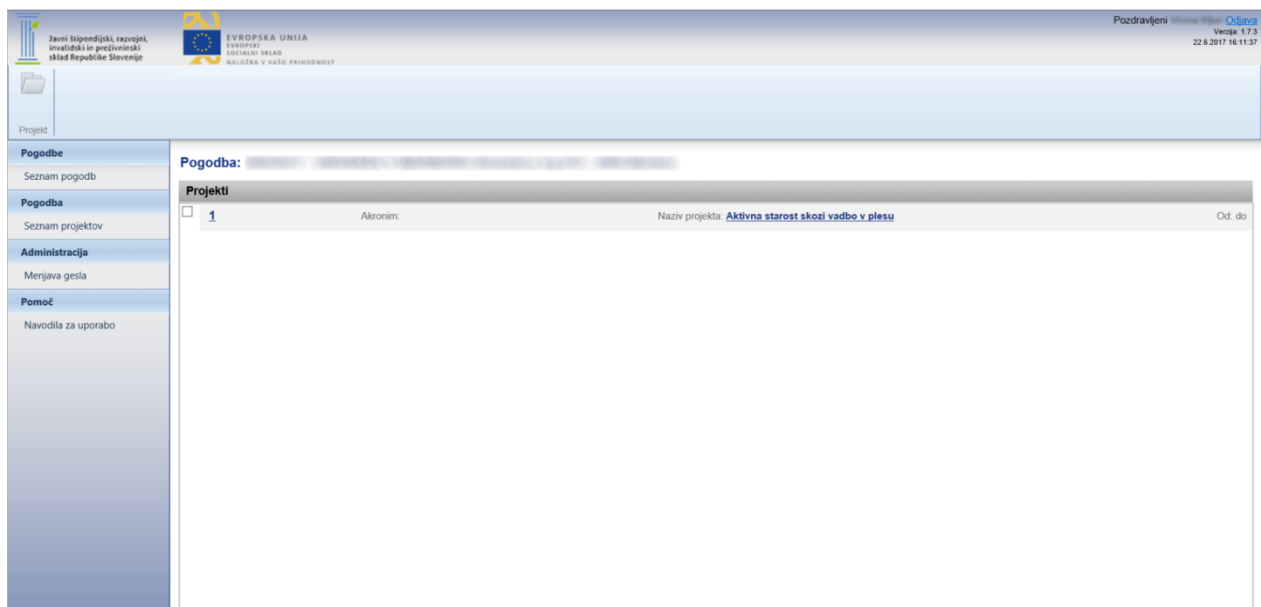 Javni štipendijski, razvojni,
invalidski in preživninski
sklad Republike Slovenije
EVROPSKA UNIJA
EVROPSKI
SOCIALNI SKLAD
NALOŽBA V VAŠO PRIHODNOST
Pozdravljeni Odjava
Verzija: 1.7.3
22.6.2017 16:11:37
Projekt
Pogodbe
Seznam pogodb
Pogodba
Seznam projektov
Administracija
Menjava gesla
Pomoč
Navodila za uporabo
Pogodba:
Projekti
1 Akronim: Naziv projekta: Aktivna starost skozi vadbo v plesu Od: do